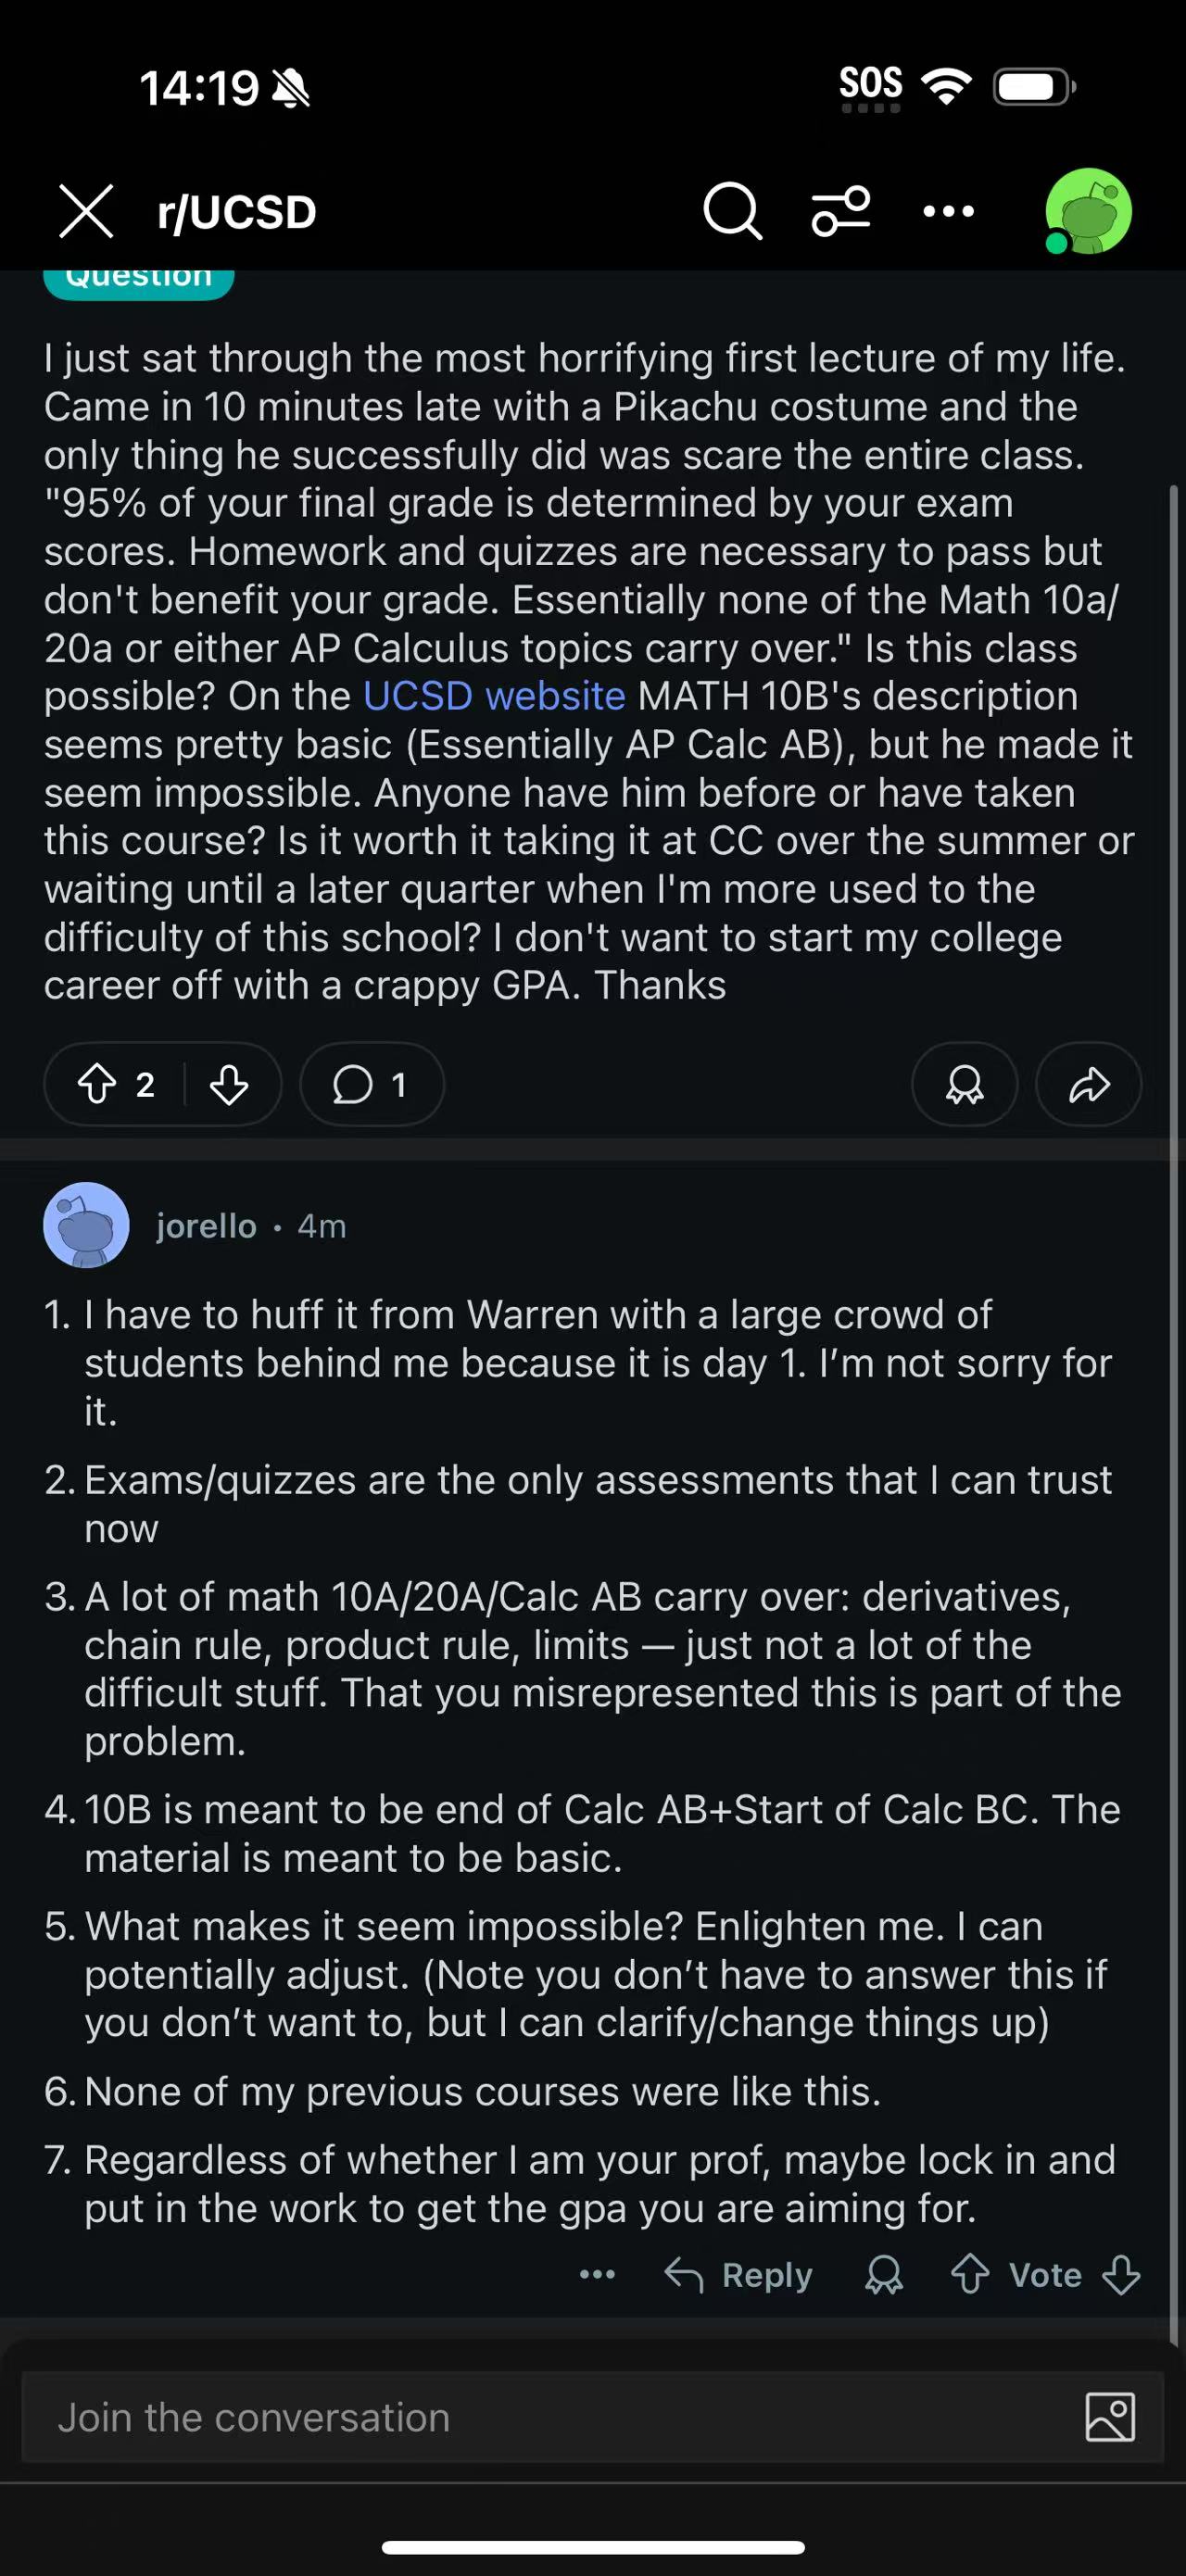 14:19
SOS
r/UCSD
Question
I just sat through the most horrifying first lecture of my life.
Came in 10 minutes late with a Pikachu costume and the
only thing he successfully did was scare the entire class.
"95% of your final grade is determined by your exam
scores. Homework and quizzes are necessary to pass but
don't benefit your grade. Essentially none of the Math 10a/
20a or either AP Calculus topics carry over." Is this class
possible? On the UCSD website MATH 10B's description
seems pretty basic (Essentially AP Calc AB), but he made it
seem impossible. Anyone have him before or have taken
this course? Is it worth it taking it at CC over the summer or
waiting until a later quarter when I'm more used to the
difficulty of this school? I don't want to start my college
career off with a crappy GPA. Thanks
2
1
jorello • 4m
1. I have to huff it from Warren with a large crowd of
students behind me because it is day 1. I’m not sorry for
it.
2. Exams/quizzes are the only assessments that I can trust
now
3. A lot of math 10A/20A/Calc AB carry over: derivatives,
chain rule, product rule, limits — just not a lot of the
difficult stuff. That you misrepresented this is part of the
problem.
4. 10B is meant to be end of Calc AB+Start of Calc BC. The
material is meant to be basic.
5. What makes it seem impossible? Enlighten me. I can
potentially adjust. (Note you don’t have to answer this if
you don’t want to, but I can clarify/change things up)
6. None of my previous courses were like this.
7. Regardless of whether I am your prof, maybe lock in and
put in the work to get the gpa you are aiming for.
Reply
Vote
Join the conversation